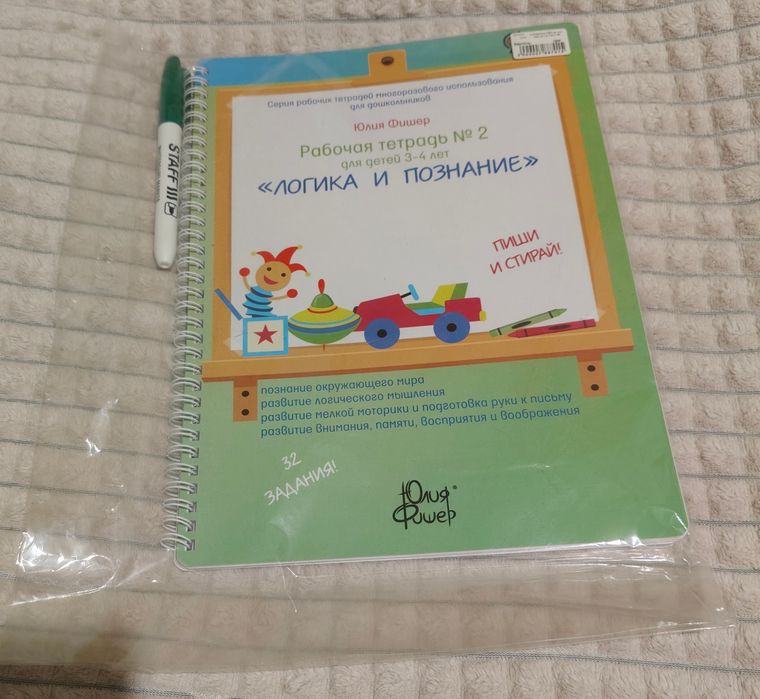 Серия рабочих тетрадей многоразового использования
для дошкольников
Юлия Фишер
Рабочая тетрадь № 2
для детей 3-4 лет
«ЛОГИКА И ПОЗНАНИЕ»
ПИШИ
И СТИРАЙ!
познание окружающего мира
развитие логического мышления
развитие мелкой моторики и подготовка руки к письму
развитие внимания, памяти, восприятия и воображения
32
ЗАДАНИЯ!
Юлия®
Фишер
STAFF